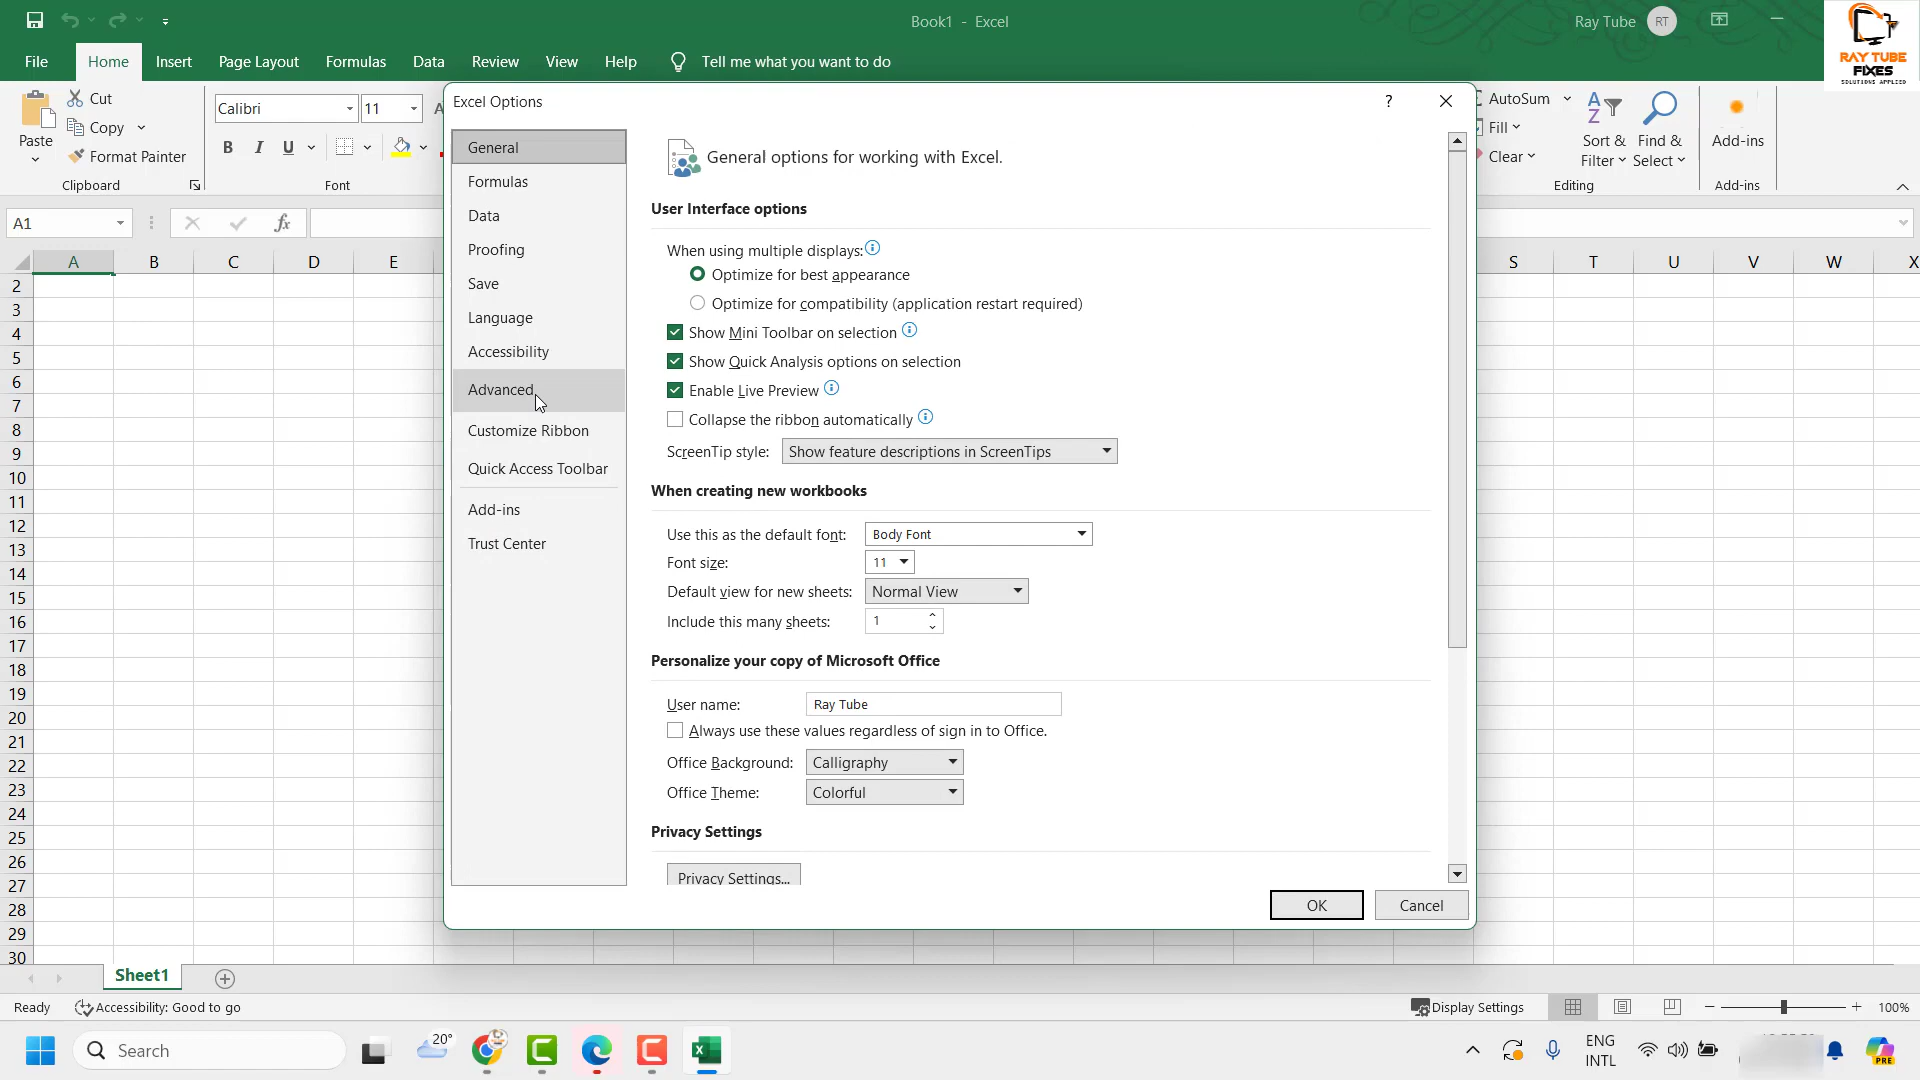 Book1 - Excel
Ray Tube RT
RAY TUBE
FIXES
SOLUTIONS APPLIED
File Home Insert Page Layout Formulas Data Review View Help Tell me what you want to do
Paste
Cut
Copy
Format Painter
Clipboard
Calibri 11 A
B I U
Font
AutoSum
Fill
Clear
Sort &
Filter
Find &
Select
Editing
Add-ins
Add-ins
A1
fx
A B C D E S T U V W X
2
3
4
5
6
7
8
9
10
11
12
13
14
15
16
17
18
19
20
21
22
23
24
25
26
27
28
29
30
Excel Options ?
General
Formulas
Data
Proofing
Save
Language
Accessibility
Advanced
Customize Ribbon
Quick Access Toolbar
Add-ins
Trust Center
General options for working with Excel.
User Interface options
When using multiple displays:
Optimize for best appearance
Optimize for compatibility (application restart required)
Show Mini Toolbar on selection
Show Quick Analysis options on selection
Enable Live Preview
Collapse the ribbon automatically
ScreenTip style: Show feature descriptions in ScreenTips
When creating new workbooks
Use this as the default font: Body Font
Font size: 11
Default view for new sheets: Normal View
Include this many sheets: 1
Personalize your copy of Microsoft Office
User name: Ray Tube
Always use these values regardless of sign in to Office.
Office Background: Calligraphy
Office Theme: Colorful
Privacy Settings
Privacy Settings...
OK Cancel
Sheet1
Ready Accessibility: Good to go Display Settings 100%
Search 20° ENG
INTL
PRE